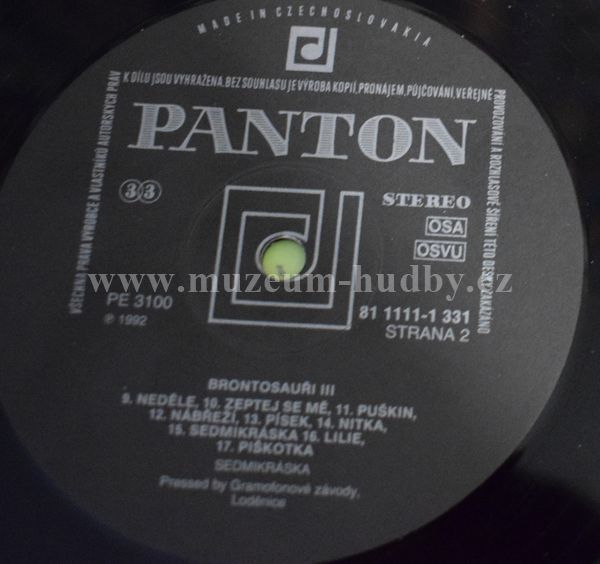 MADE IN CZECHOSLOVAKIA
VŠECHNA PRÁVA VÝROBCE A VLASTNÍKŮ AUTORSKÝCH PRÁV
K DÍLU JSOU VYHRAŽENA. BEZ SOUHLASU JE VÝROBA KOPIÍ, PRONÁJEM, PŮJČOVÁNÍ, VEŘEJNÉ
PROVOZOVÁNÍ A ROZHLASOVÉ ŠÍŘENÍ TÉTO DESKY ZAKÁZÁNO
PANTON
33
STEREO
OSA
OSVU
www.muzeum-hudby.cz
PE 3100
℗ 1992
81 1111-1 331
STRANA 2
BRONTOSAUŘI III
9. NEDĚLE, 10. ZEPTEJ SE MĚ, 11. PUŠKIN,
12. NÁBŘEŽÍ, 13. PÍSEK, 14. NITKA,
15. SEDMIKRÁSKA 16. LILIE,
17. PIŠKOTKA
SEDMIKRÁSKA
Pressed by Gramofonové závody,
Loděnice